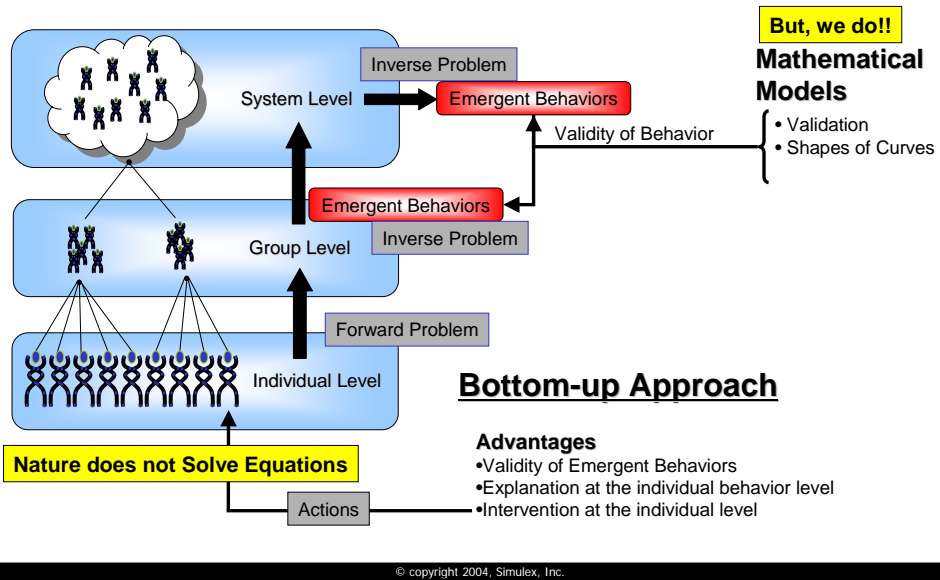 But, we do!!
Mathematical
Models
• Validation
• Shapes of Curves
Inverse Problem
System Level
Emergent Behaviors
Validity of Behavior
Emergent Behaviors
Inverse Problem
Group Level
Forward Problem
Individual Level
Bottom-up Approach
Nature does not Solve Equations
Advantages
•Validity of Emergent Behaviors
•Explanation at the individual behavior level
•Intervention at the individual level
Actions
© copyright 2004, Simulex, Inc.